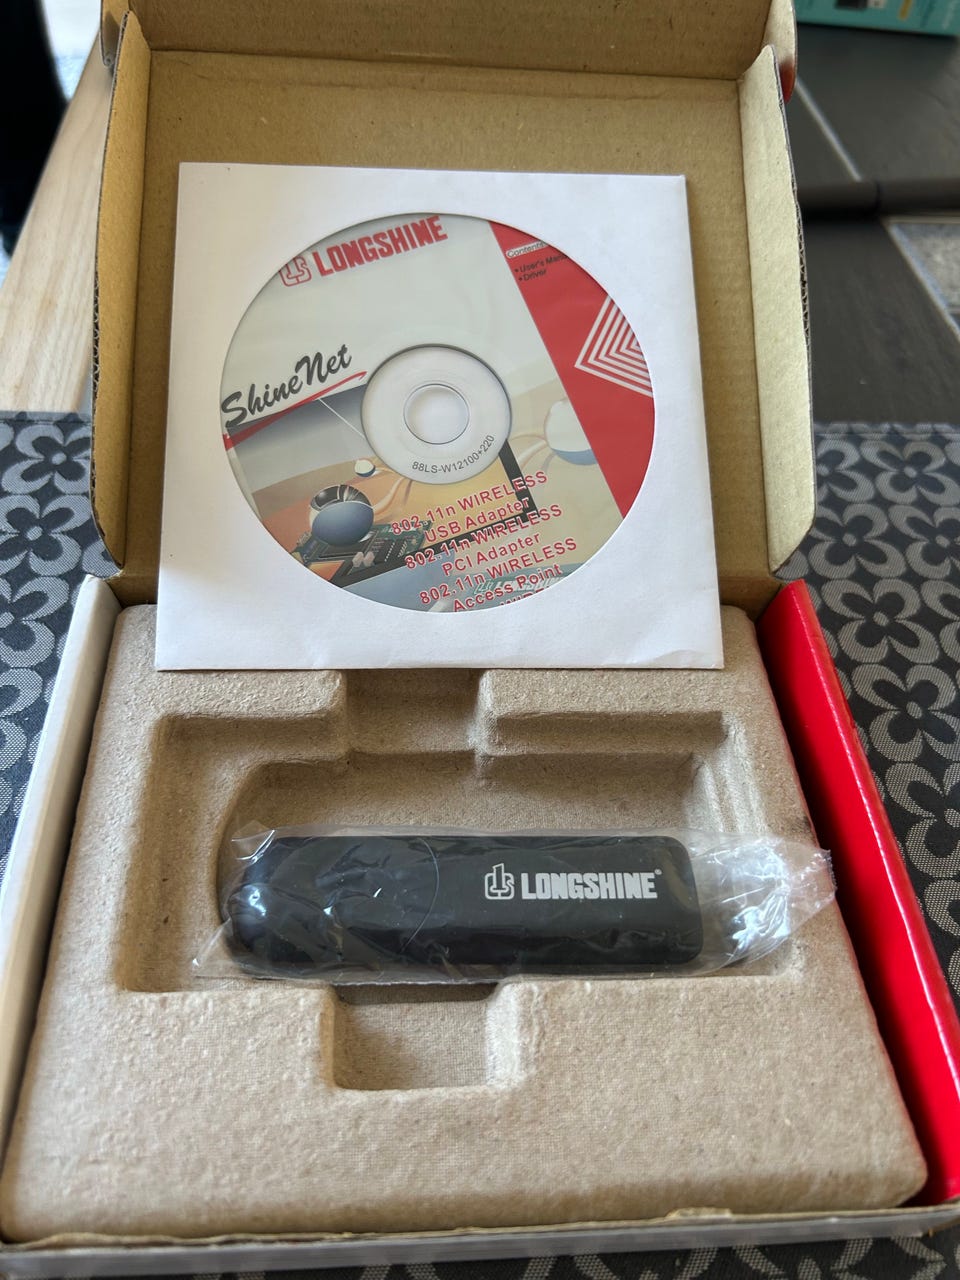 LONGSHINE
Contents:
• User's Man
• Driver
ShineNet
88LS-W12100+220
802.11n WIRELESS
USB Adapter
802.11n WIRELESS
PCI Adapter
802.11n WIRELESS
Access Point
LONGSHINE®